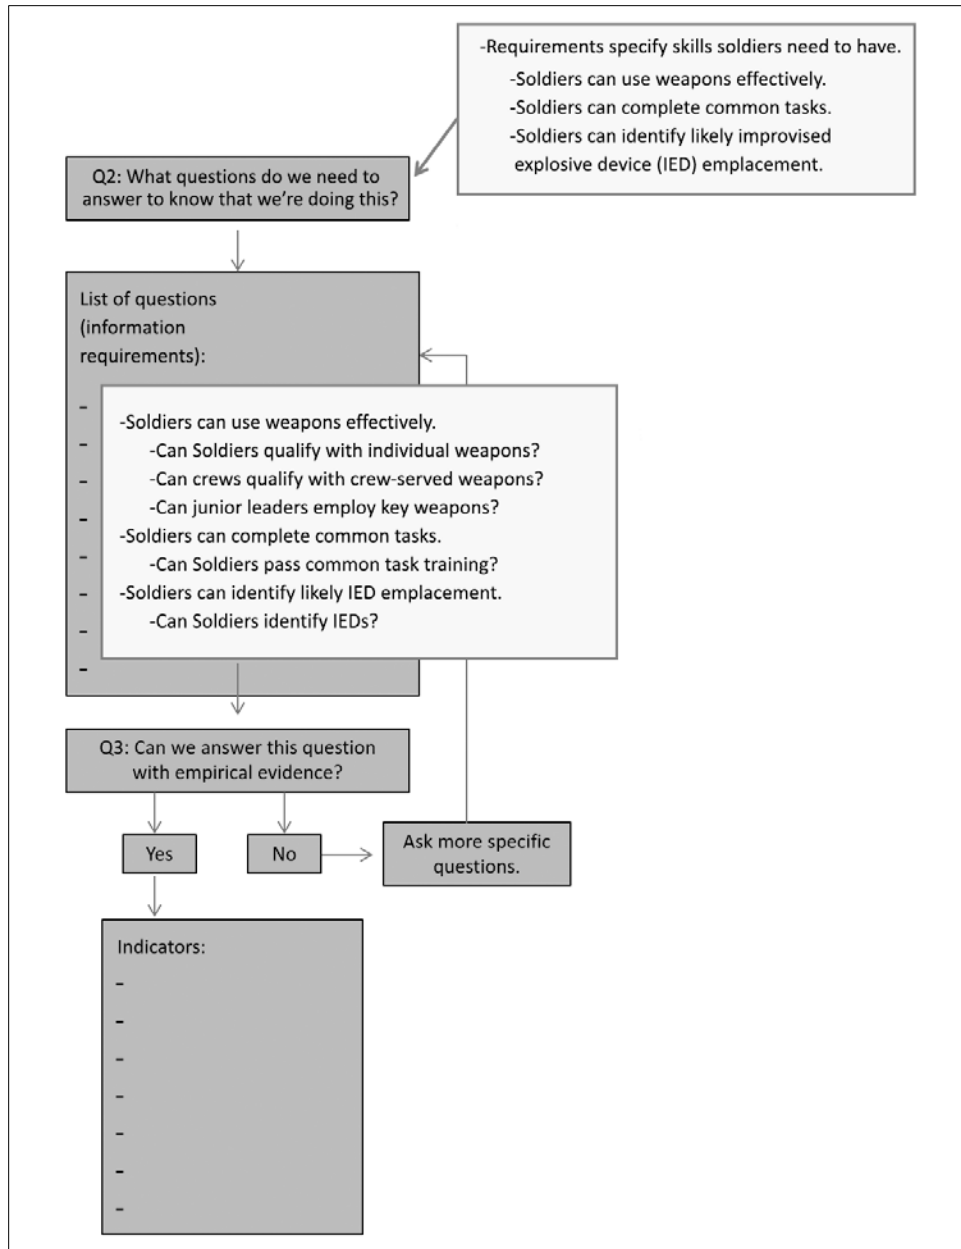 -Requirements specify skills soldiers need to have.
-Soldiers can use weapons effectively.
-Soldiers can complete common tasks.
-Soldiers can identify likely improvised
explosive device (IED) emplacement.
Q2: What questions do we need to
answer to know that we’re doing this?
List of questions
(information
requirements):
-
-
-
-
-
-
-
-
-Soldiers can use weapons effectively.
-Can Soldiers qualify with individual weapons?
-Can crews qualify with crew-served weapons?
-Can junior leaders employ key weapons?
-Soldiers can complete common tasks.
-Can Soldiers pass common task training?
-Soldiers can identify likely IED emplacement.
-Can Soldiers identify IEDs?
Q3: Can we answer this question
with empirical evidence?
Yes
No
Ask more specific
questions.
Indicators:
-
-
-
-
-
-
-